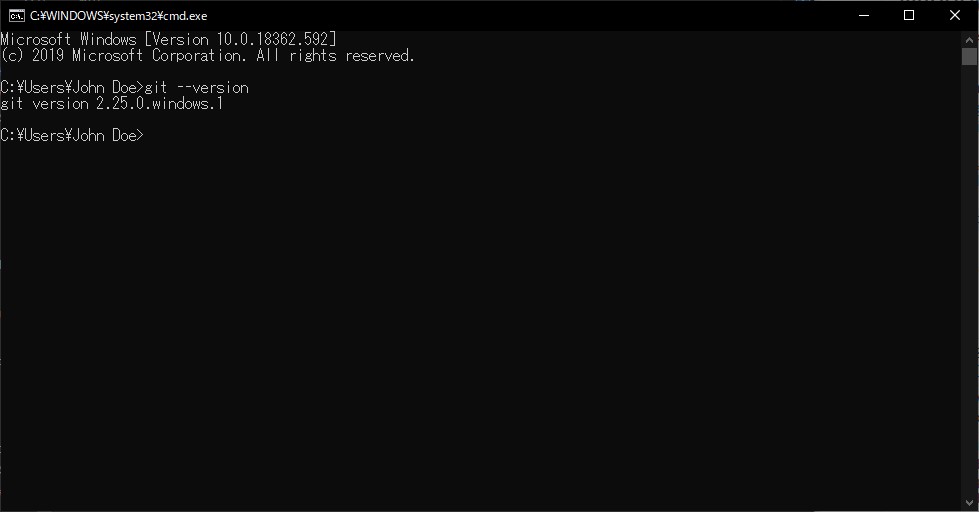 C:¥WINDOWS¥system32¥cmd.exe
Microsoft Windows [Version 10.0.18362.592]
(c) 2019 Microsoft Corporation. All rights reserved.
C:¥Users¥John Doe>git --version
git version 2.25.0.windows.1
C:¥Users¥John Doe>